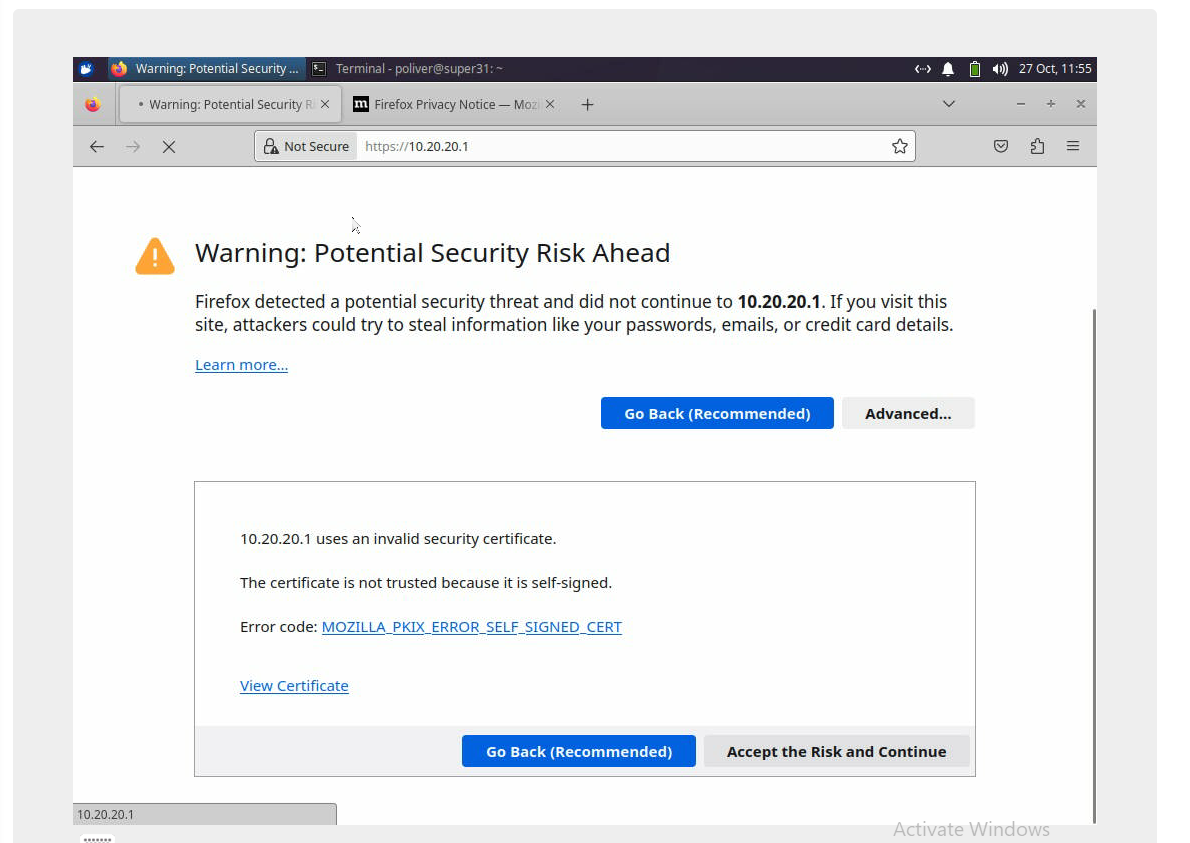 Warning: Potential Security ... Terminal - poliver@super31: ~ 27 Oct, 11:55
Warning: Potential Security R Firefox Privacy Notice — Moz
Not Secure https://10.20.20.1
Warning: Potential Security Risk Ahead
Firefox detected a potential security threat and did not continue to 10.20.20.1. If you visit this
site, attackers could try to steal information like your passwords, emails, or credit card details.
Learn more...
Go Back (Recommended) Advanced...
10.20.20.1 uses an invalid security certificate.
The certificate is not trusted because it is self-signed.
Error code: MOZILLA_PKIX_ERROR_SELF_SIGNED_CERT
View Certificate
Go Back (Recommended) Accept the Risk and Continue
10.20.20.1
Activate Windows